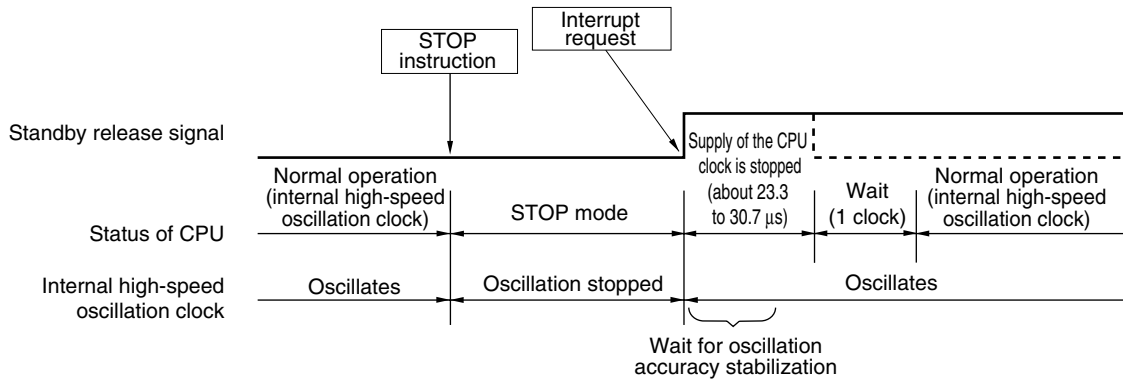 STOP
instruction
Interrupt
request
Standby release signal
Supply of the CPU
clock is stopped
(about 23.3
to 30.7 μs)
Normal operation
(internal high-speed
oscillation clock)
STOP mode
Wait
(1 clock)
Normal operation
(internal high-speed
oscillation clock)
Status of CPU
Internal high-speed
oscillation clock
Oscillates
Oscillation stopped
Oscillates
Wait for oscillation
accuracy stabilization